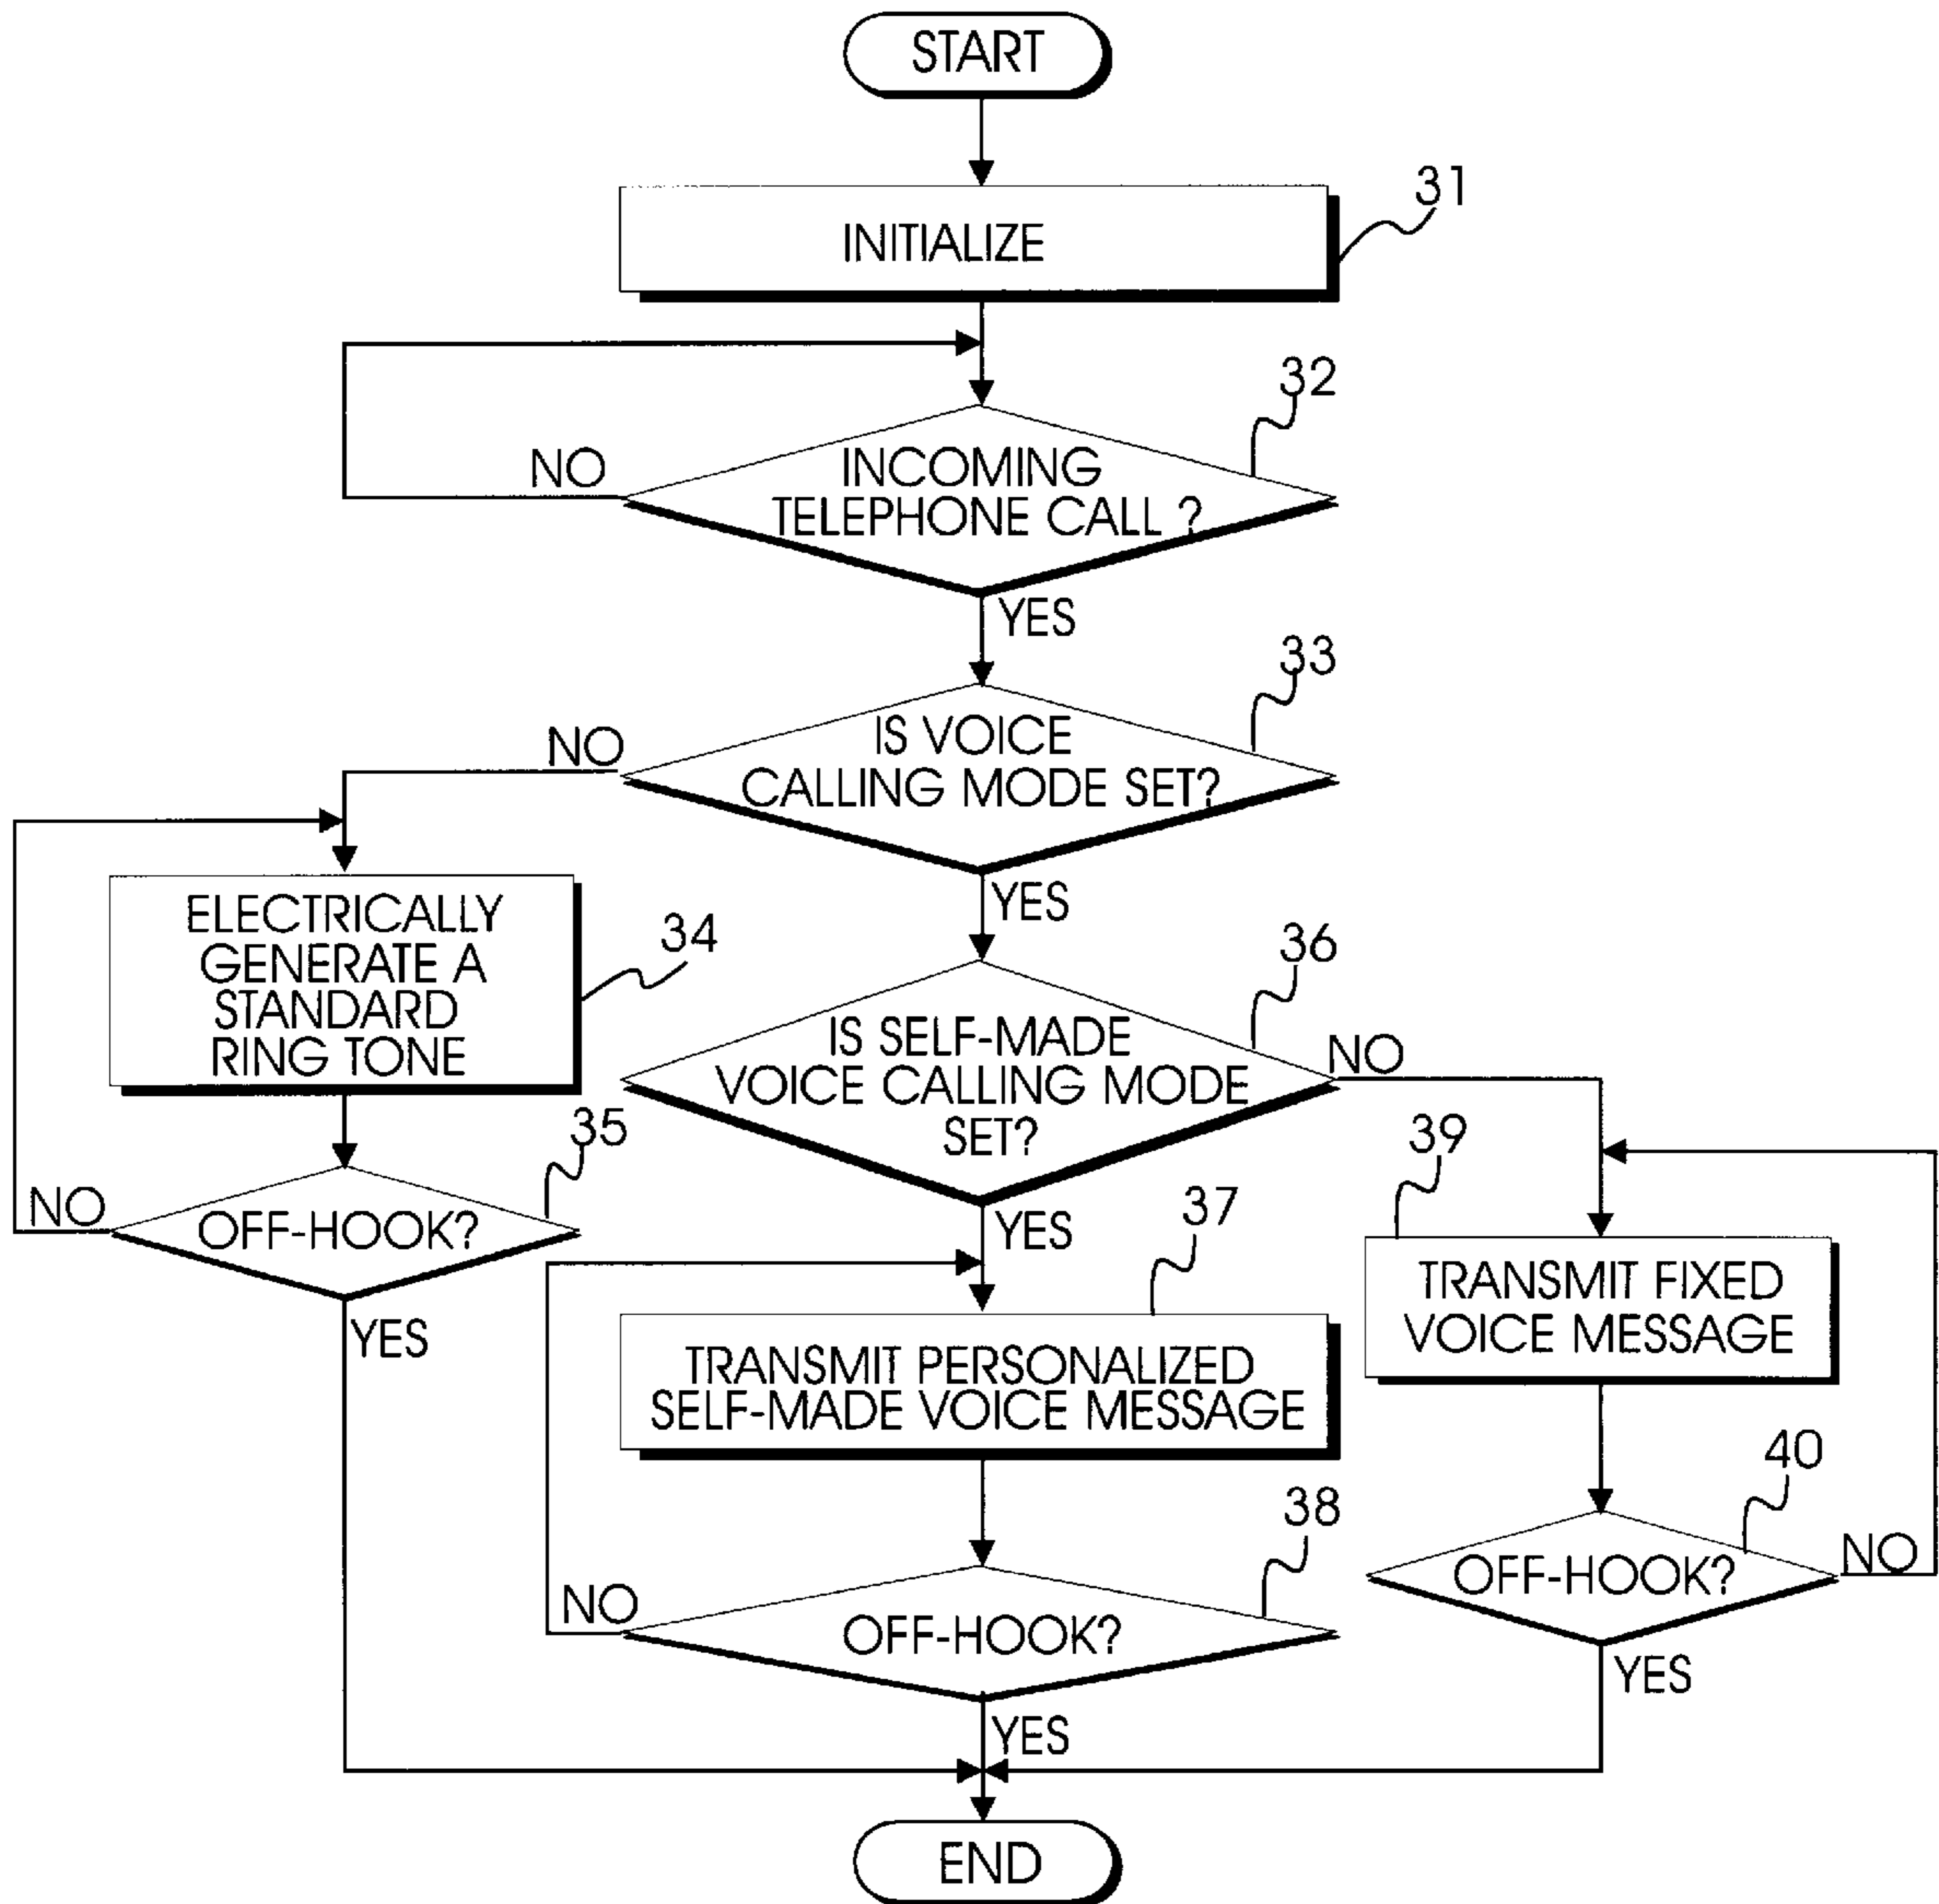 START
INITIALIZE
31
32
NO
INCOMING
TELEPHONE CALL ?
YES
33
NO
IS VOICE
CALLING MODE SET?
YES
ELECTRICALLY
GENERATE A
STANDARD
RING TONE
34
36
IS SELF-MADE
VOICE CALLING MODE
SET?
NO
35
NO
OFF-HOOK?
YES
YES
37
39
TRANSMIT FIXED
VOICE MESSAGE
TRANSMIT PERSONALIZED
SELF-MADE VOICE MESSAGE
38
40
NO
OFF-HOOK?
YES
OFF-HOOK?
NO
YES
END